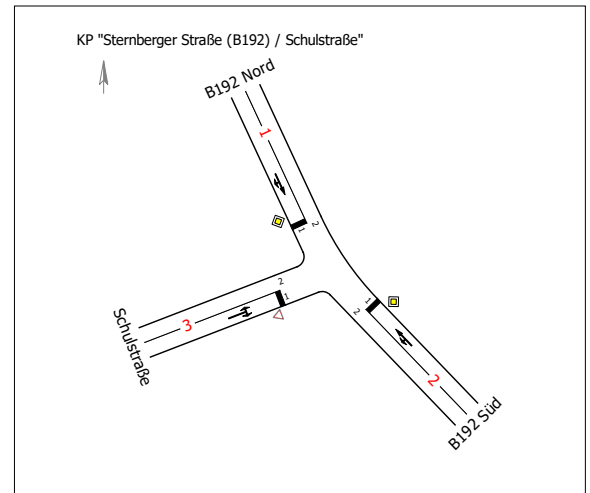 KP "Sternberger Straße (B192) / Schulstraße"
B192 Nord
1
1
2
2
1
3
Schulstraße
1
2
2
B192 Süd